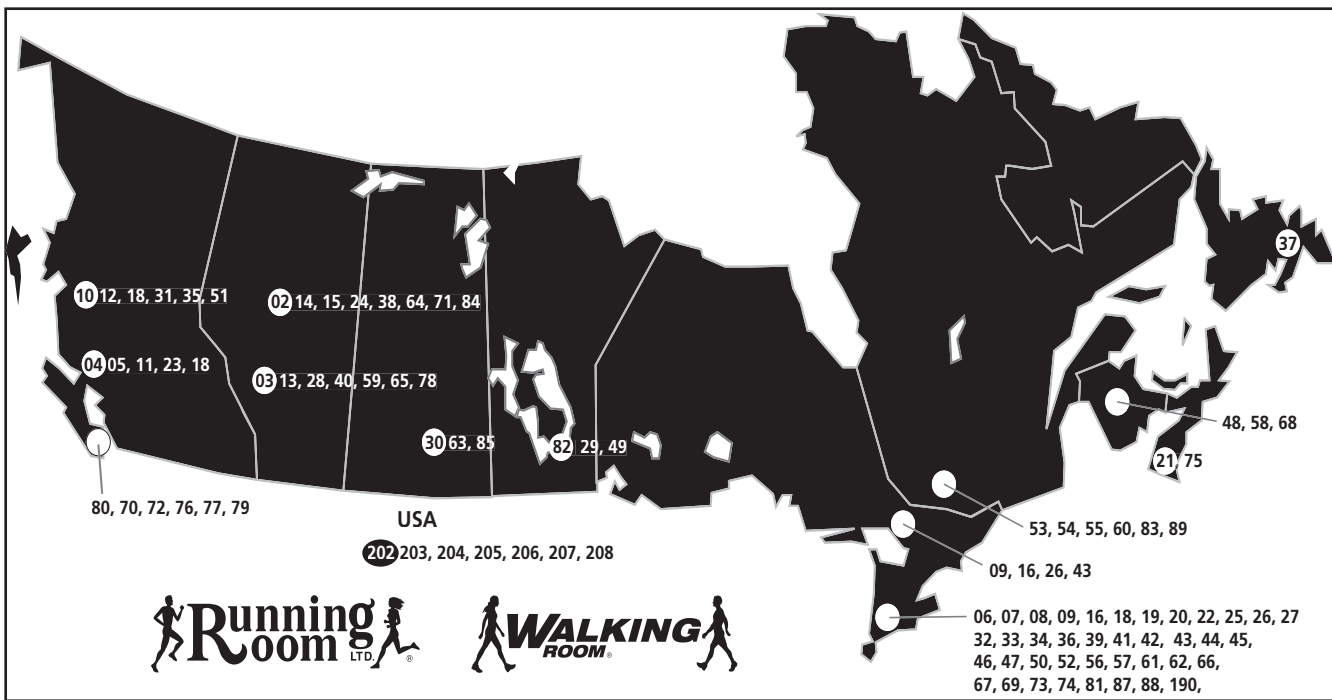 37
10 12, 18, 31, 35, 51
02 14, 15, 24, 38, 64, 71, 84
04 05, 11, 23, 18
03 13, 28, 40, 59, 65, 78
48, 58, 68
30 63, 85
82 29, 49
21, 75
80, 70, 72, 76, 77, 79
USA
53, 54, 55, 60, 83, 89
202 203, 204, 205, 206, 207, 208
09, 16, 26, 43
Running Room LTD. ®
WALKING ROOM ®
06, 07, 08, 09, 16, 18, 19, 20, 22, 25, 26, 27
32, 33, 34, 36, 39, 41, 42, 43, 44, 45,
46, 47, 50, 52, 56, 57, 61, 62, 66,
67, 69, 73, 74, 81, 87, 88, 190,